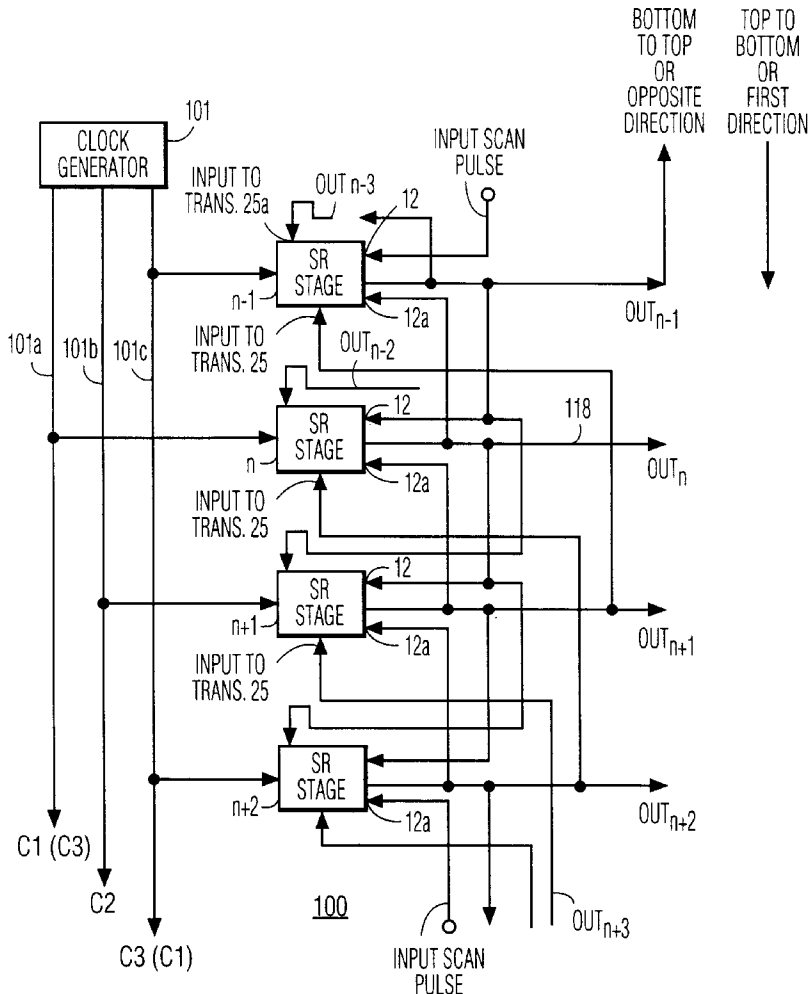 BOTTOM
TO TOP
OR
OPPOSITE
DIRECTION
TOP TO
BOTTOM
OR
FIRST
DIRECTION
101
CLOCK
GENERATOR
INPUT SCAN
PULSE
INPUT TO
TRANS. 25a
OUT n-3
12
SR
STAGE
n-1
12a
OUTn-1
INPUT TO
TRANS. 25
101a
101b
101c
OUTn-2
12
SR
STAGE
118
n
12a
OUTn
INPUT TO
TRANS. 25
12
SR
STAGE
n+1
12a
OUTn+1
INPUT TO
TRANS. 25
SR
STAGE
n+2
12a
OUTn+2
C1 (C3)
C2
C3 (C1)
100
INPUT SCAN
PULSE
OUTn+3